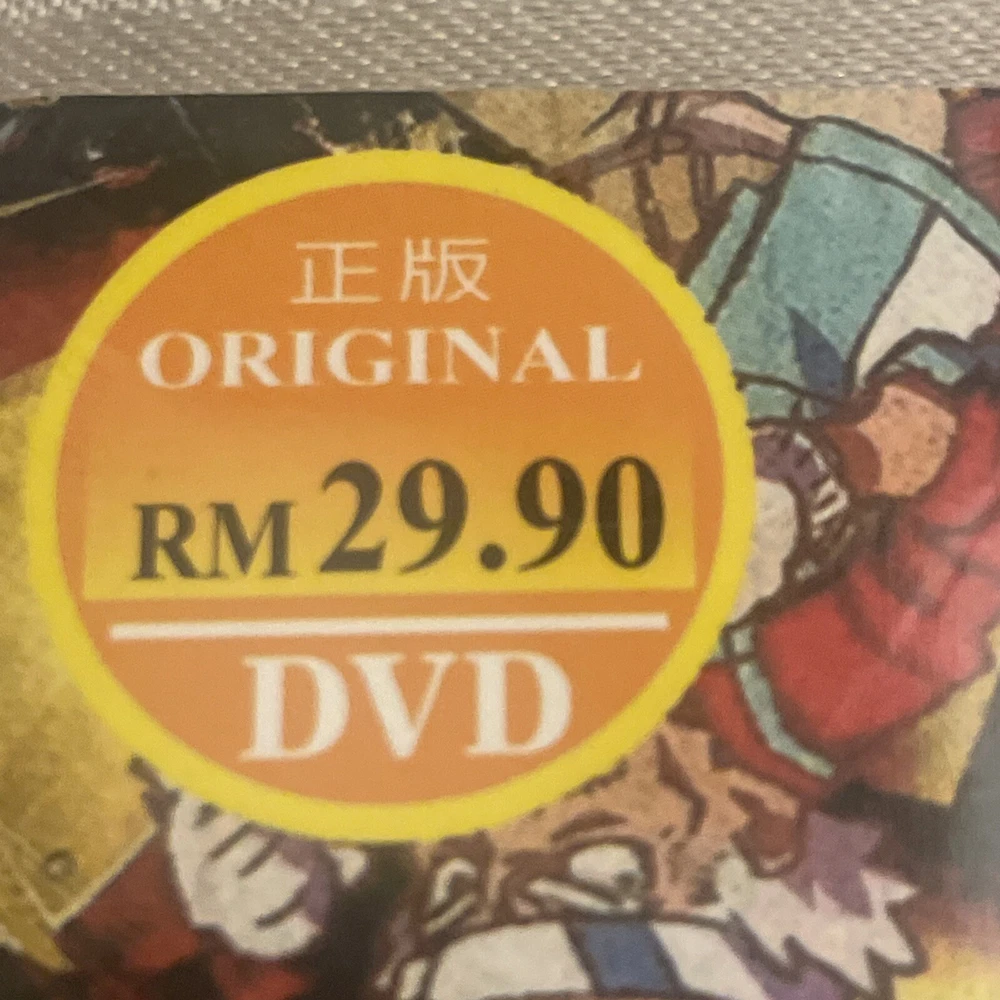 正版
ORIGINAL
RM 29.90
DVD